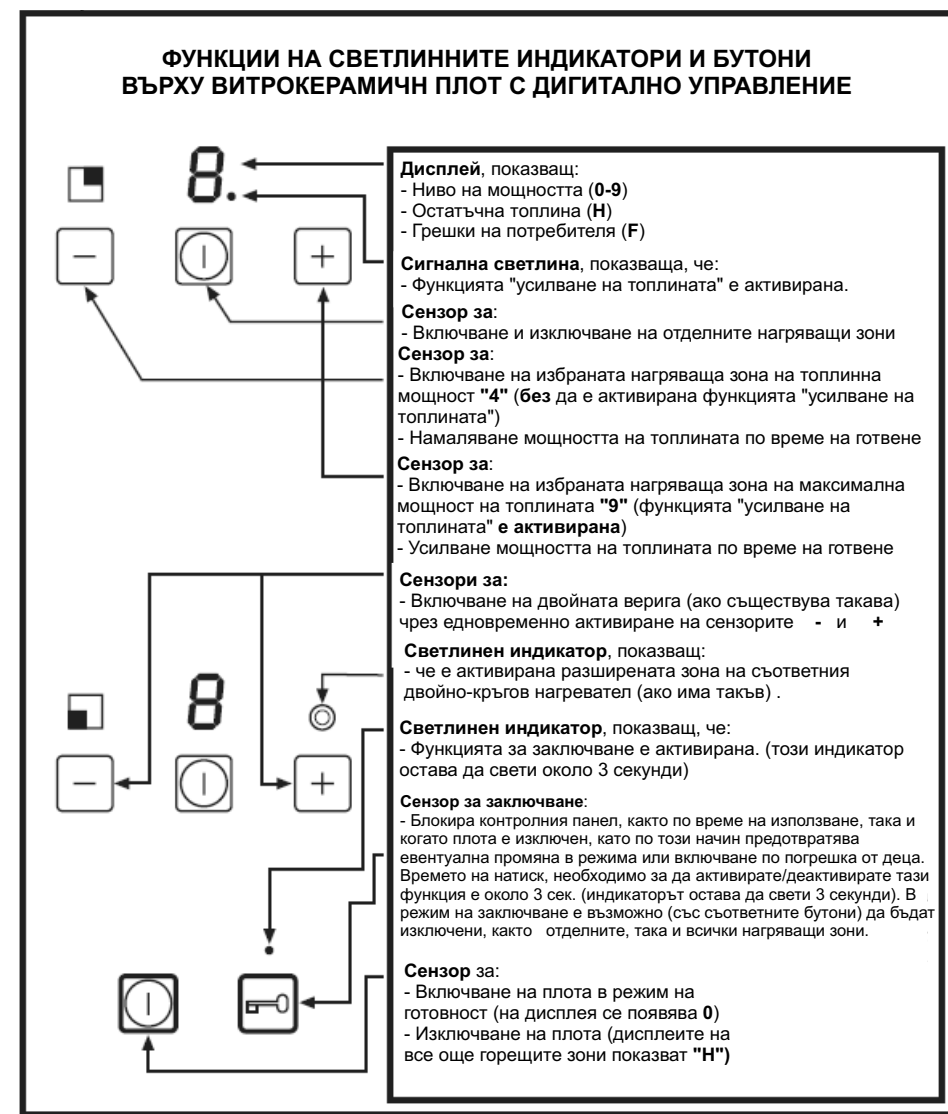 ФУНКЦИИ НА СВЕТЛИННИТЕ ИНДИКАТОРИ И БУТОНИ
ВЪРХУ ВИТРОКЕРАМИЧН ПЛОТ С ДИГИТАЛНО УПРАВЛЕНИЕ
8.
Дисплей, показващ:
- Ниво на мощността (0-9)
- Остатъчна топлина (H)
- Грешки на потребителя (F)
Сигнална светлина, показваща, че:
- Функцията "усилване на топлината" е активирана.
Сензор за:
- Включване и изключване на отделните нагряващи зони
Сензор за:
- Включване на избраната нагряваща зона на топлинна
мощност "4" (без да е активирана функцията "усилване на
топлината")
- Намаляване мощността на топлината по време на готвене
Сензор за:
- Включване на избраната нагряваща зона на максимална
мощност на топлината "9" (функцията "усилване на
топлината" е активирана)
- Усилване мощността на топлината по време на готвене
Сензори за:
- Включване на двойната верига (ако съществува такава)
чрез едновременно активиране на сензорите - и +
8
Светлинен индикатор, показващ:
- че е активирана разширената зона на съответния
двойно-кръгов нагревател (ако има такъв) .
Светлинен индикатор, показващ, че:
- Функцията за заключване е активирана. (този индикатор
остава да свети около 3 секунди)
Сензор за заключване:
- Блокира контролния панел, както по време на използване, така и
когато плота е изключен, като по този начин предотвратява
евентуална промяна в режима или включване по погрешка от деца.
Времето на натиск, необходимо за да активирате/деактивирате тази
функция е около 3 сек. (индикаторът остава да свети 3 секунди). В
режим на заключване е възможно (със съответните бутони) да бъдат
изключени, както отделните, така и всички нагряващи зони.
Сензор за:
- Включване на плота в режим на
готовност (на дисплея се появява 0)
- Изключване на плота (дисплеите на
все още горещите зони показват "H")